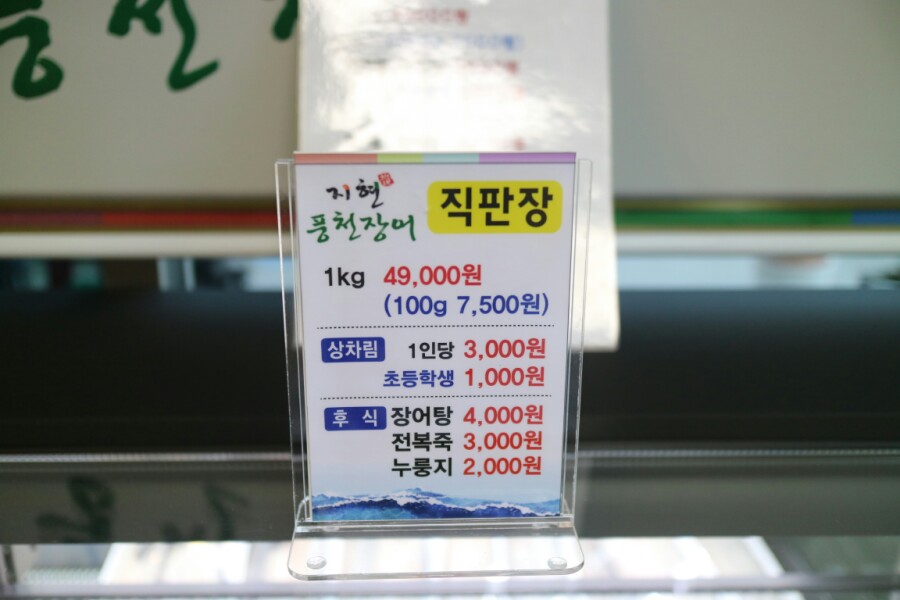 지현
풍천장어
직판장
1kg 49,000원
(100g 7,500원)
상차림 1인당 3,000원
초등학생 1,000원
후 식 장어탕 4,000원
전복죽 3,000원
누룽지 2,000원